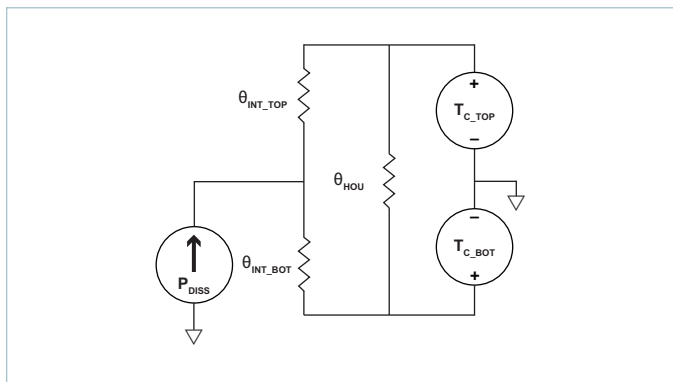 θINT_TOP
+
TC_TOP
–
θHOU
–
TC_BOT
+
θINT_BOT
PDISS